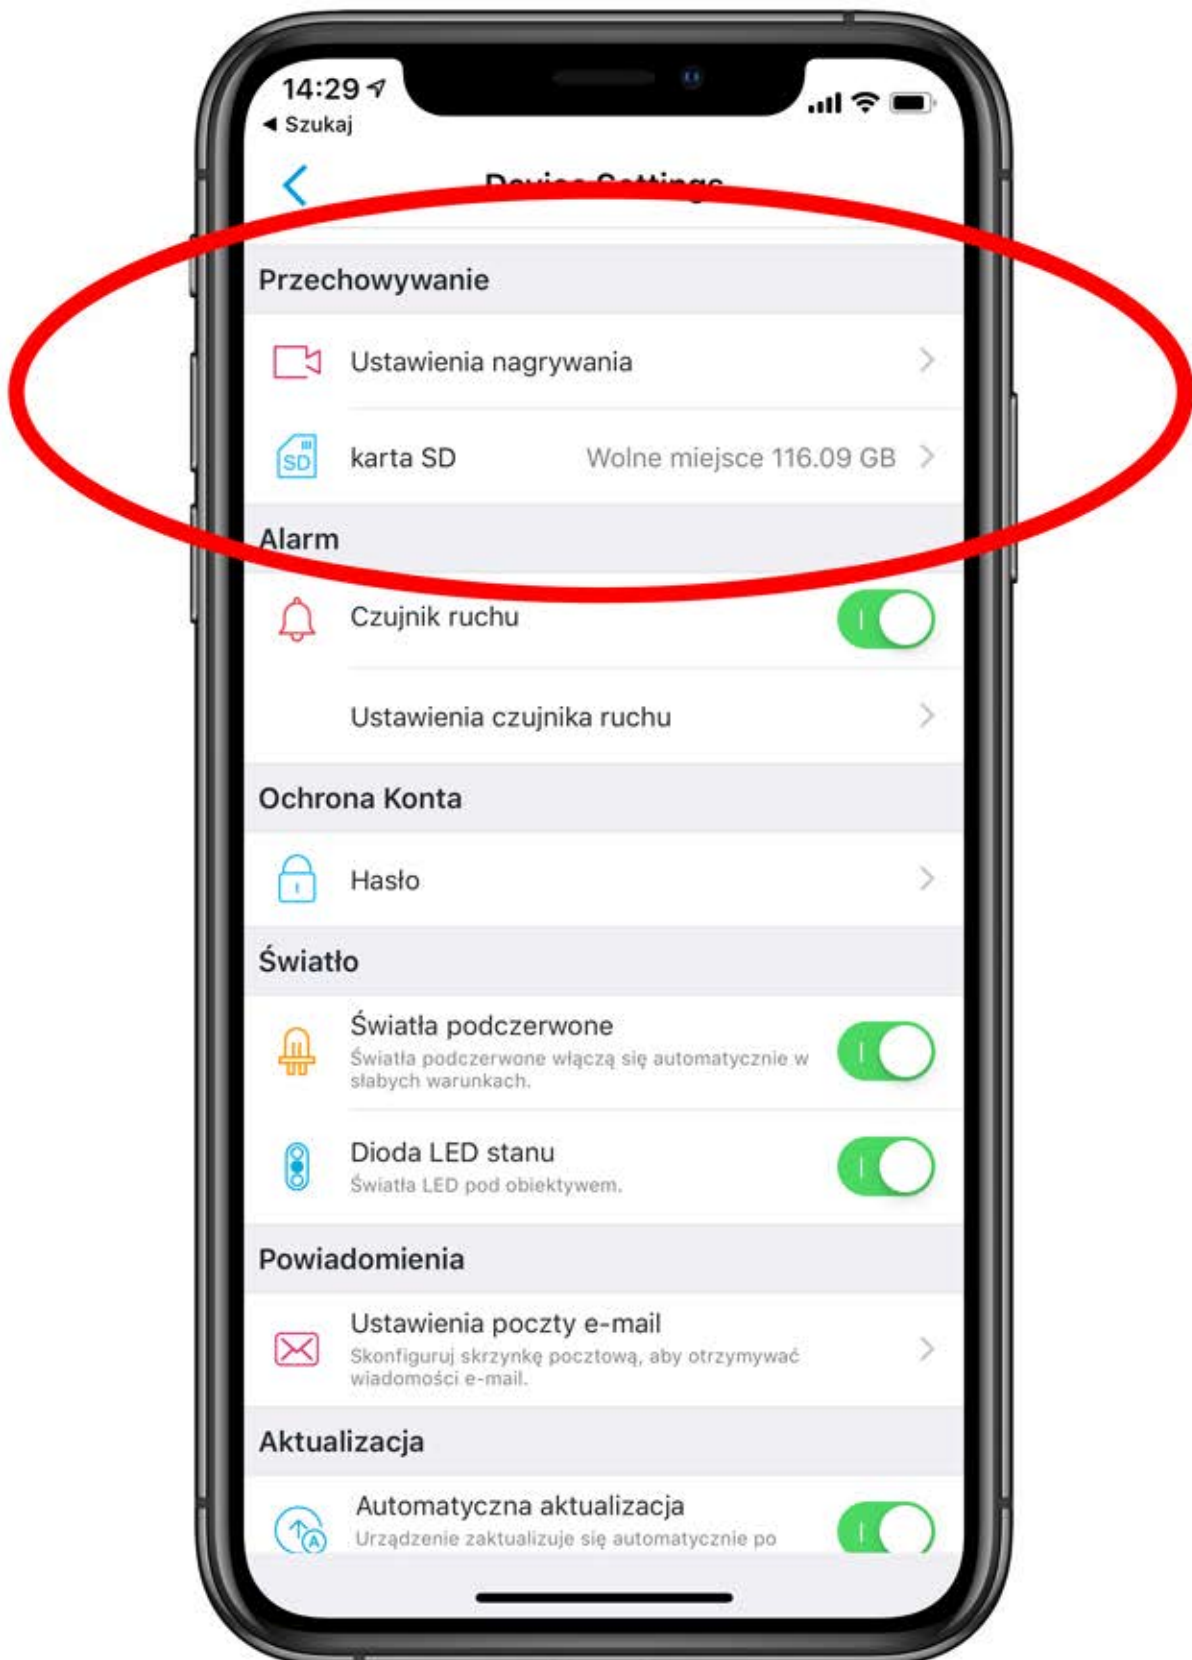 14:29
◀ Szukaj
Device Settings
Przechowywanie
Ustawienia nagrywania
SD
karta SD
Wolne miejsce 116.09 GB
Alarm
Czujnik ruchu
Ustawienia czujnika ruchu
Ochrona Konta
Hasło
Światło
Światła podczerwone
Światła podczerwone włączą się automatycznie w
słabych warunkach.
Dioda LED stanu
Światła LED pod obiektywem.
Powiadomienia
Ustawienia poczty e-mail
Skonfiguruj skrzynkę pocztową, aby otrzymywać
wiadomości e-mail.
Aktualizacja
A
Automatyczna aktualizacja
Urządzenie zaktualizuje się automatycznie po